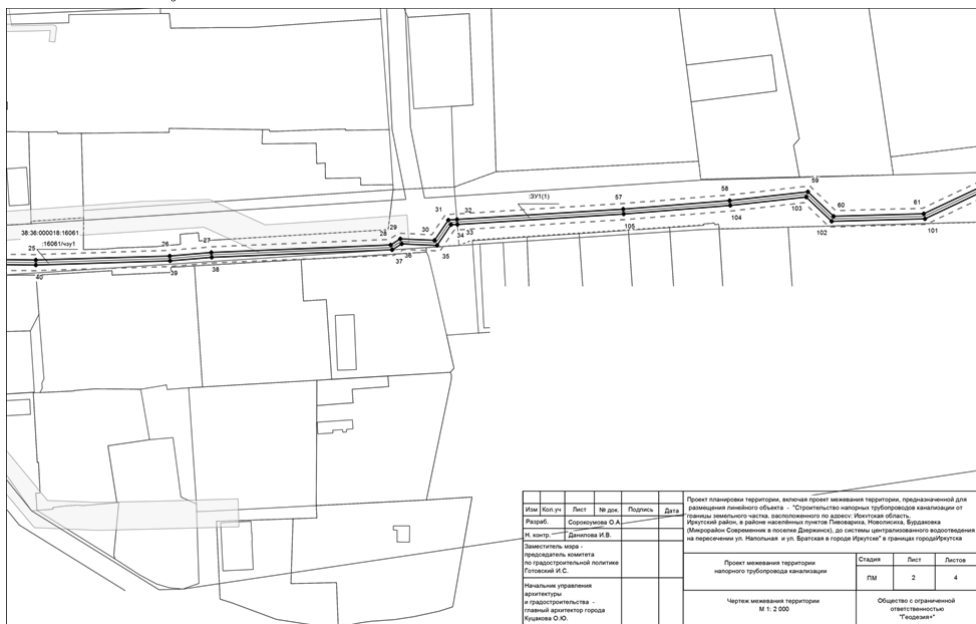 59
58
57
60
61
:ЗУ1(1)
31
32
104
103
105
102
101
34
33
29
30
28
35
36
37
38:36:000018:16061
:16061/чзу1
25
26
27
40
39
38
Изм Кол.уч Лист № док. Подпись Дата
Разраб. Сорокоумова О.А.
Н. контр. Данилова И.В.
Заместитель мэра -
председатель комитета
по градостроительной политике
Готовский И.С.
Начальник управления
архитектуры
и градостроительства -
главный архитектор города
Кущакова О.Ю.
Проект планировки территории, включая проект межевания территории, предназначенной для
размещения линейного объекта - "Строительство напорных трубопроводов канализации от
границы земельного частка, расположенного по адресу: Иркутская область,
Иркутский район, в районе населённых пунктов Пивовариха, Новолисиха, Бурдаковка
(Микрорайон Современник в поселке Дзержинск), до системы централизованного водоотведения
на пересечении ул. Напольная и ул. Братская в городе Иркутске" в границах городаИркутска
Проект межевания территории
напорного трубопровода канализации
Стадия Лист Листов
ПМ 2 4
Чертеж межевания территории
М 1: 2 000
Общество с ограниченной
ответственностью
"Геодезия+"